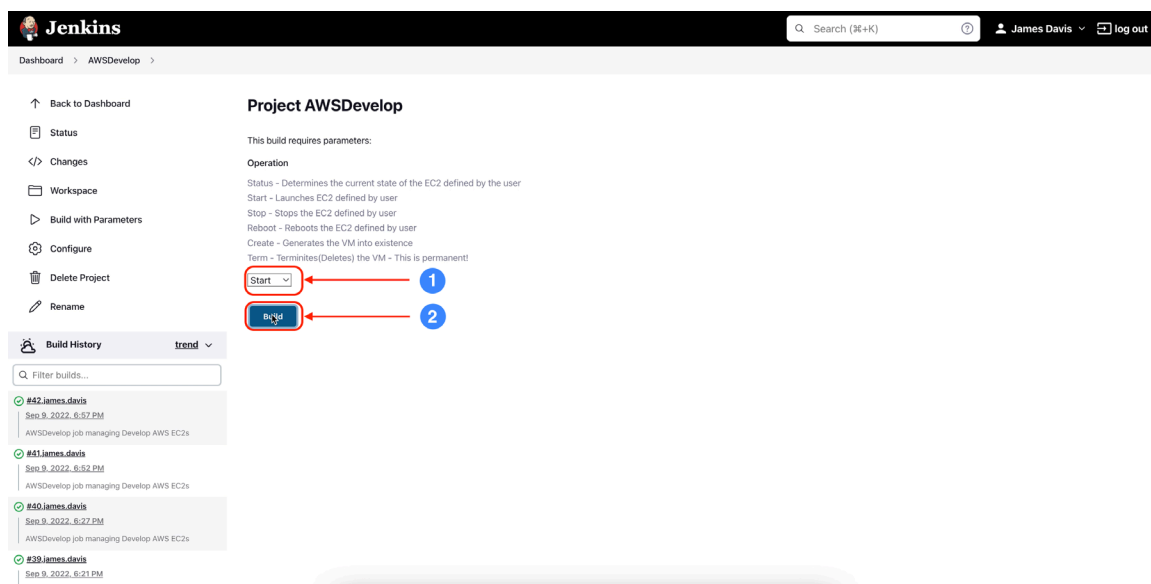 Jenkins
Search (⌘+K)
James Davis
log out
Dashboard > AWSDevelop >
Back to Dashboard
Status
Changes
Workspace
Build with Parameters
Configure
Delete Project
Rename
Build History trend
Filter builds...
#42,james.davis
Sep 9, 2022, 6:57 PM
AWSDevelop job managing Develop AWS EC2s
#41,james.davis
Sep 9, 2022, 6:52 PM
AWSDevelop job managing Develop AWS EC2s
#40,james.davis
Sep 9, 2022, 6:27 PM
AWSDevelop job managing Develop AWS EC2s
#39,james.davis
Sep 9, 2022, 6:21 PM
Project AWSDevelop
This build requires parameters:
Operation
Status - Determines the current state of the EC2 defined by the user
Start - Launches EC2 defined by user
Stop - Stops the EC2 defined by user
Reboot - Reboots the EC2 defined by user
Create - Generates the VM into existence
Term - Terminites(Deletes) the VM - This is permanent!
Start
1
Build
2